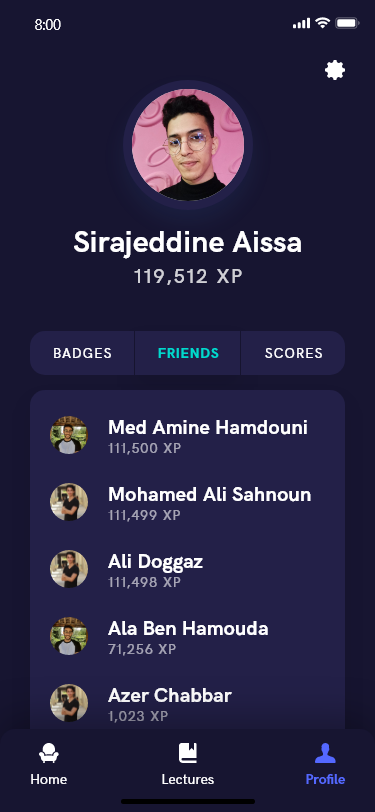 8:00
Sirajeddine Aissa
119,512 XP
BADGES FRIENDS SCORES
Med Amine Hamdouni
111,500 XP
Mohamed Ali Sahnoun
111,499 XP
Ali Doggaz
111,498 XP
Ala Ben Hamouda
71,256 XP
Azer Chabbar
1,023 XP
Home Lectures Profile